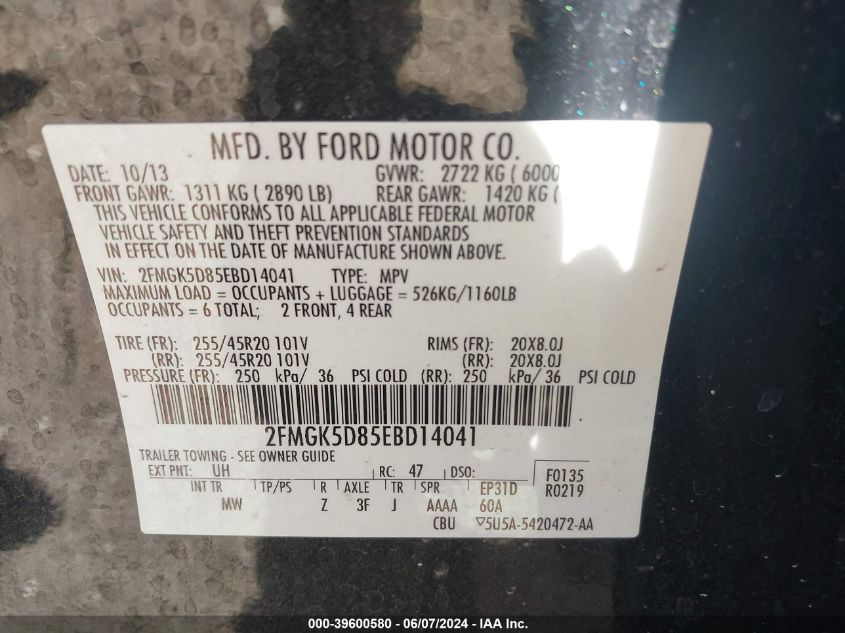 MFD. BY FORD MOTOR CO.
DATE: 10/13 GVWR: 2722 KG ( 6000
FRONT GAWR: 1311 KG ( 2890 LB) REAR GAWR: 1420 KG (
THIS VEHICLE CONFORMS TO ALL APPLICABLE FEDERAL MOTOR
VEHICLE SAFETY AND THEFT PREVENTION STANDARDS
IN EFFECT ON THE DATE OF MANUFACTURE SHOWN ABOVE.
VIN: 2FMGK5D85EBD14041 TYPE: MPV
MAXIMUM LOAD = OCCUPANTS + LUGGAGE = 526KG/1160LB
OCCUPANTS = 6 TOTAL; 2 FRONT, 4 REAR
TIRE (FR): 255/45R20 101V RIMS (FR): 20X8.0J
(RR): 255/45R20 101V (RR): 20X8.0J
PRESSURE (FR): 250 kPa/ 36 PSI COLD (RR): 250 kPa/ 36 PSI COLD
2FMGK5D85EBD14041
TRAILER TOWING - SEE OWNER GUIDE
EXT PNT: UH RC: 47 DSO: F0135
INT TR TP/PS R AXLE TR SPR EP31D R0219
MW Z 3F J AAAA 60A
CBU ▽5U5A-5420472-AA
000-39600580 - 06/07/2024 - IAA Inc.